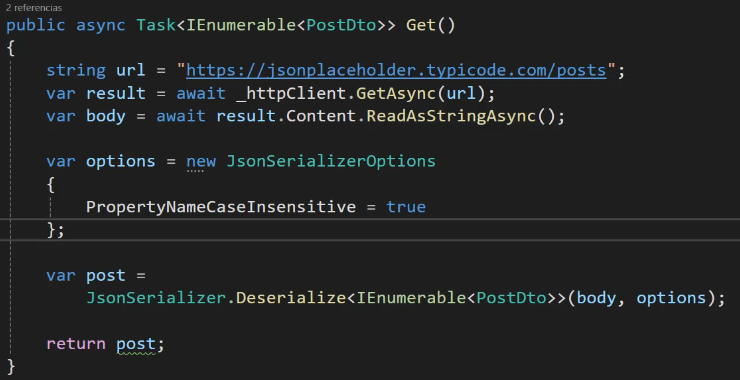 2 referencias
public async Task<IEnumerable<PostDto>> Get()
{
string url = "https://jsonplaceholder.typicode.com/posts";
var result = await _httpClient.GetAsync(url);
var body = await result.Content.ReadAsStringAsync();
var options = new JsonSerializerOptions
{
PropertyNameCaseInsensitive = true
};
var post =
JsonSerializer.Deserialize<IEnumerable<PostDto>>(body, options);
return post;
}